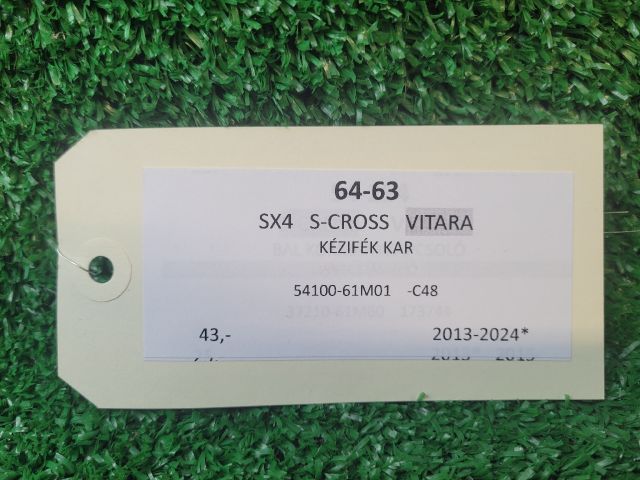 64-63
SX4 S-CROSS VITARA
KÉZIFÉK KAR
54100-61M01 -C48
43,- 2013-2024*